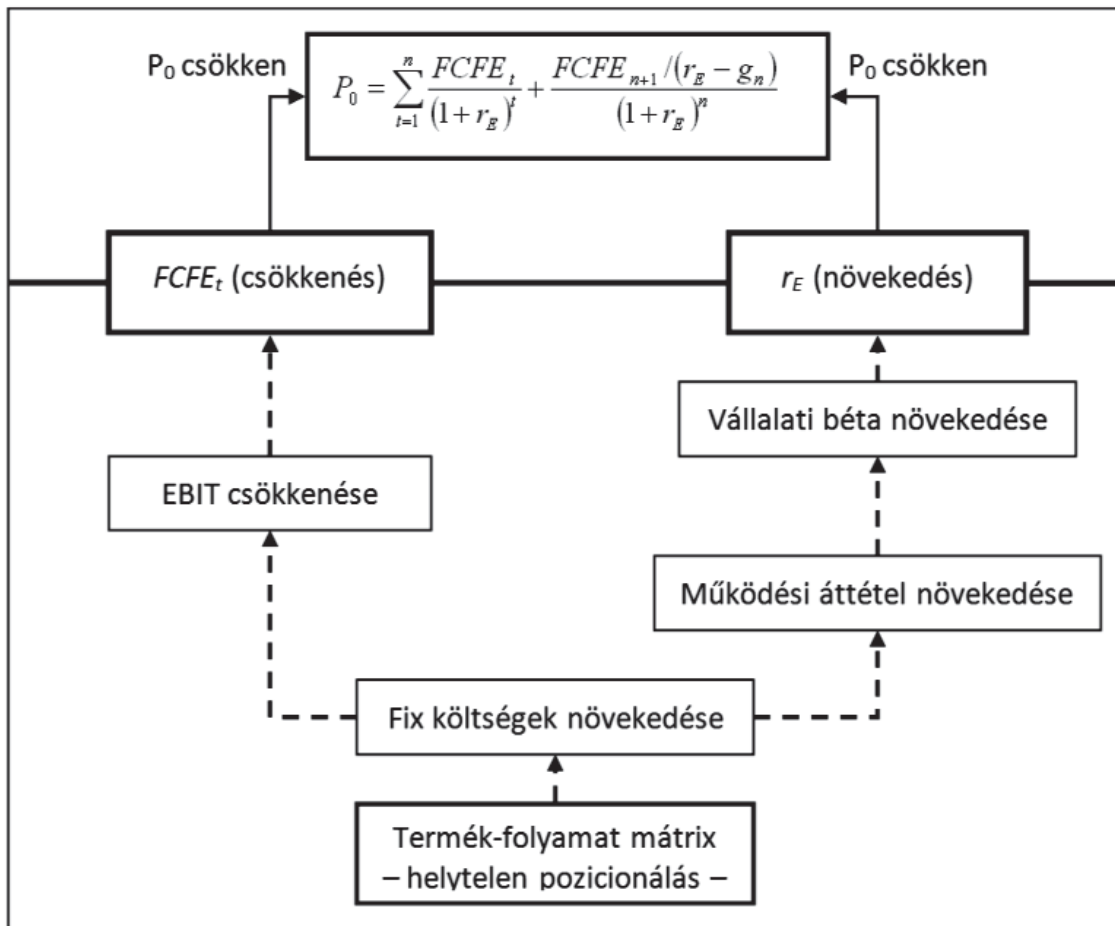 P₀ csökken
P₀ = ∑_{t=1}^{n} FCFE_t / (1 + r_E)^t + FCFE_{n+1} / (r_E − g_n) / (1 + r_E)^n
P₀ csökken
FCFE_t (csökkenés)
r_E (növekedés)
Vállalati béta növekedése
EBIT csökkenése
Működési áttétel növekedése
Fix költségek növekedése
Termék-folyamat mátrix
– helytelen pozicionálás –